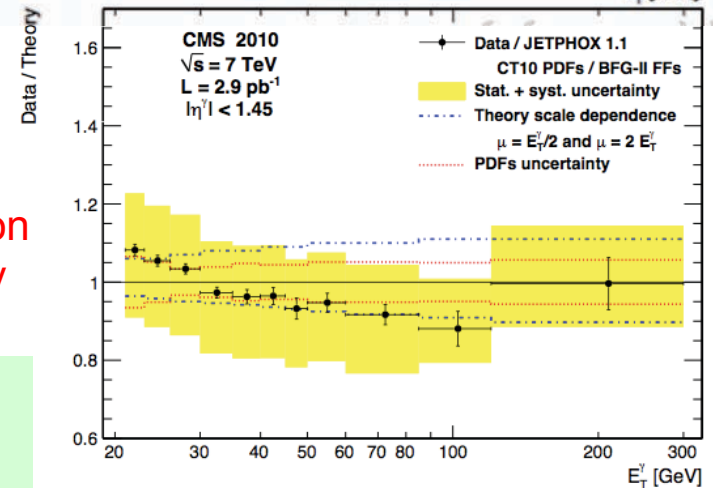 Data / Theory
1.6
1.4
1.2
1
0.8
0.6
CMS 2010
√s = 7 TeV
L = 2.9 pb⁻¹
|η^γ| < 1.45
Data / JETPHOX 1.1
CT10 PDFs / BFG-II FFs
Stat. + syst. uncertainty
Theory scale dependence
μ = E_T^γ/2 and μ = 2 E_T^γ
PDFs uncertainty
on
20 30 40 50 60 70 80 100 200 300
E_T^γ [GeV]